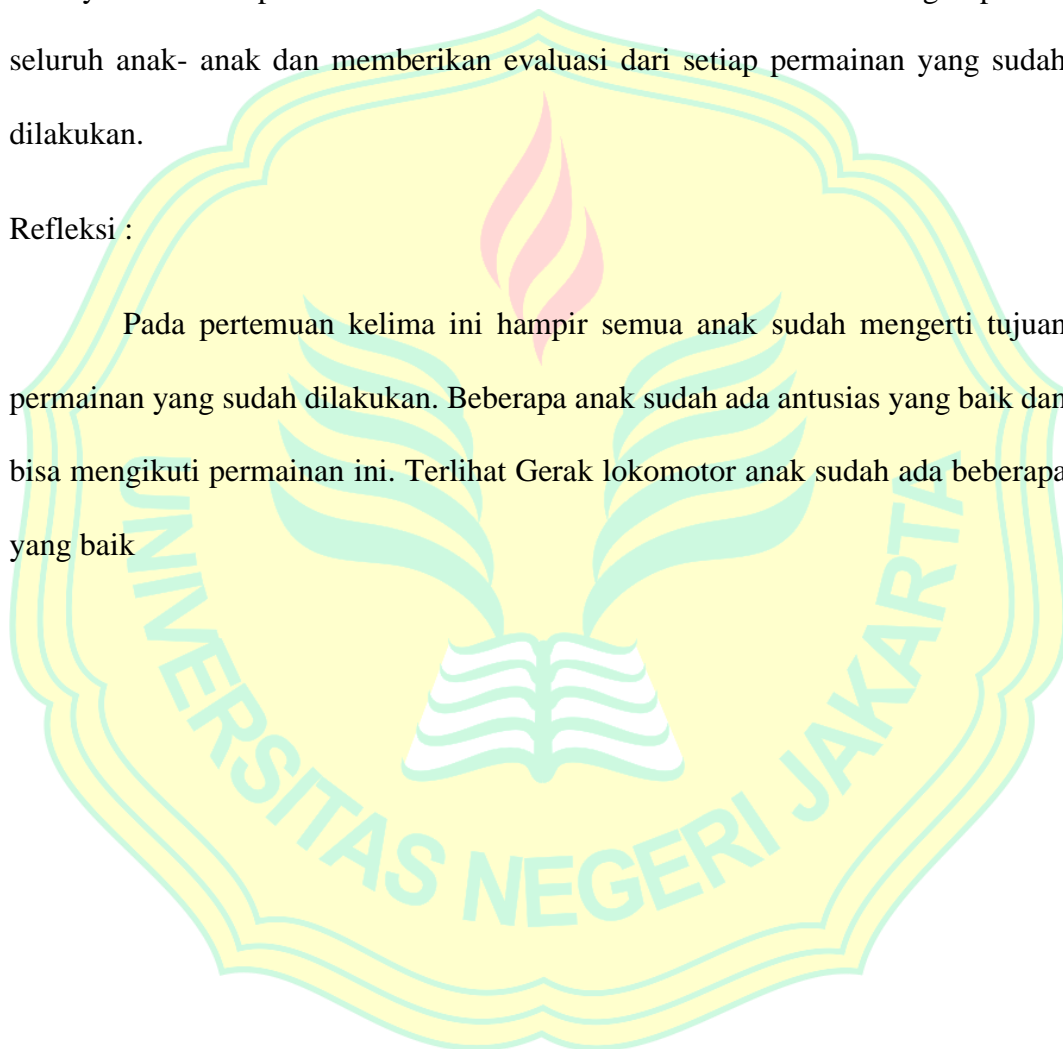 seluruh anak- anak dan memberikan evaluasi dari setiap permainan yang sudah
dilakukan.
Refleksi :
Pada pertemuan kelima ini hampir semua anak sudah mengerti tujuan
permainan yang sudah dilakukan. Beberapa anak sudah ada antusias yang baik dan
bisa mengikuti permainan ini. Terlihat Gerak lokomotor anak sudah ada beberapa
yang baik
UNIVERSITAS NEGERI JAKARTA